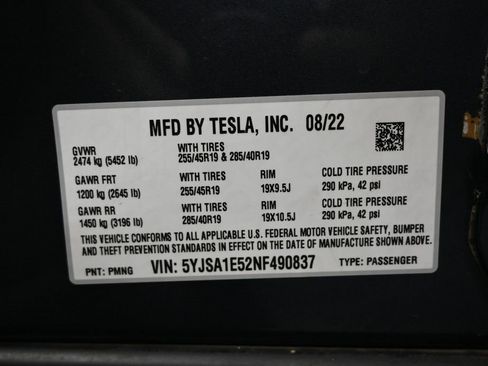 MFD BY TESLA, INC. 08/22
GVWR WITH TIRES
2474 kg (5452 lb) 255/45R19 & 285/40R19
GAWR FRT WITH TIRES RIM COLD TIRE PRESSURE
1200 kg (2645 lb) 255/45R19 19X9.5J 290 kPa, 42 psi
GAWR RR WITH TIRES RIM COLD TIRE PRESSURE
1450 kg (3196 lb) 285/40R19 19X10.5J 290 kPa, 42 psi
THIS VEHICLE CONFORMS TO ALL APPLICABLE U.S. FEDERAL MOTOR VEHICLE SAFETY, BUMPER
AND THEFT PREVENTION STANDARDS IN EFFECT ON THE DATE OF MANUFACTURE SHOWN ABOVE.
PNT: PMNG VIN: 5YJSA1E52NF490837 TYPE: PASSENGER